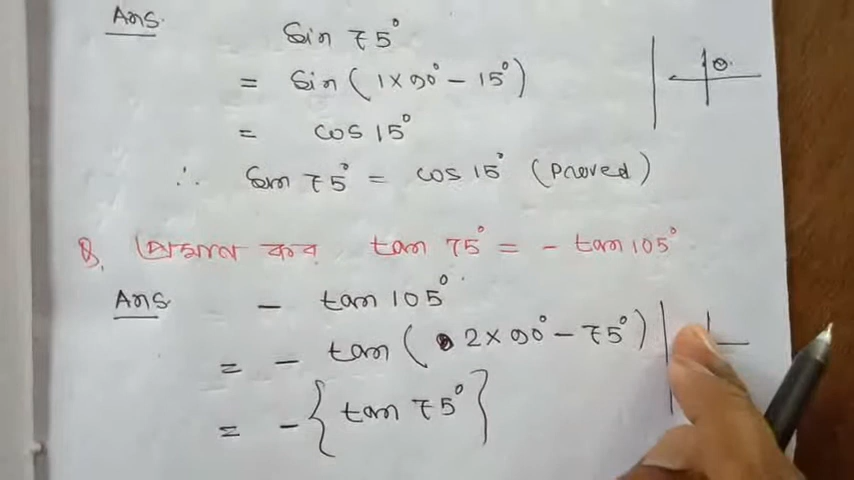 Ans.
sin 75°
= sin (1×90° − 15°)
θ.
= cos 15°
∴ sin 75° = cos 15° (Proved)
Q. প্রমাণ কর tan 75° = − tan 105°
Ans − tan 105°
= − tan (2×90° − 75°)
= − {tan 75°}